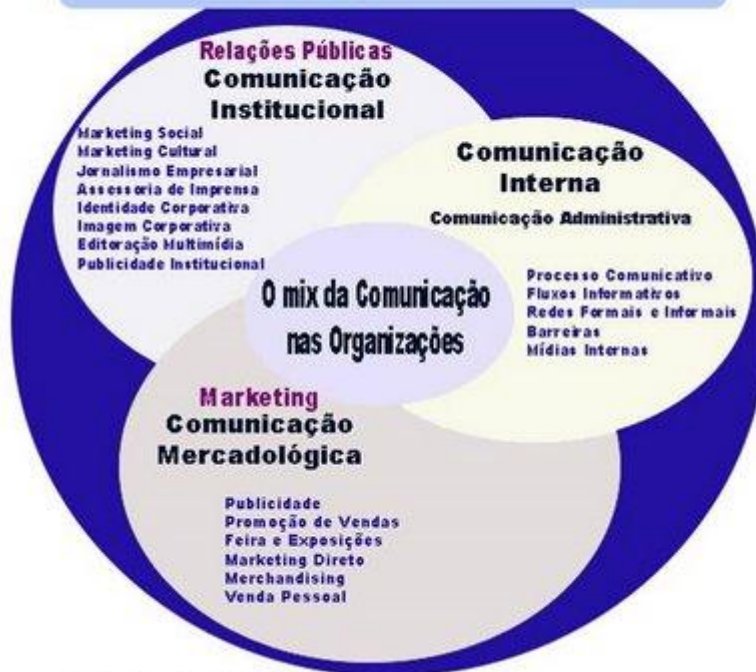 Relações Públicas
Comunicação
Institucional
Marketing Social
Marketing Cultural
Jornalismo Empresarial
Assessoria de Imprensa
Identidade Corporativa
Imagem Corporativa
Editoração Multimídia
Publicidade Institucional
Comunicação
Interna
Comunicação Administrativa
Processo Comunicativo
Fluxos Informativos
Redes Formais e Informais
Barreiras
Mídias Internas
O mix da Comunicação
nas Organizações
Marketing
Comunicação
Mercadológica
Publicidade
Promoção de Vendas
Feira e Exposições
Marketing Direto
Merchandising
Venda Pessoal